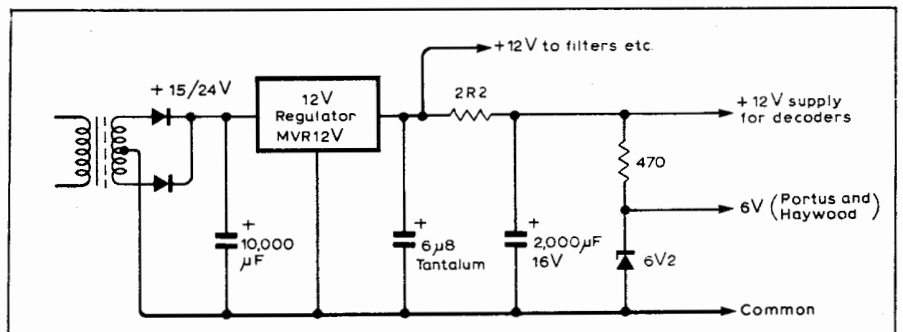 +12V to filters etc.
+ 15/24V
12V
Regulator
MVR12V
2R2
+ 12V supply
for decoders
470
6V (Portus and
Haywood)
+
10,000
µF
+
6µ8
Tantalum
+
2,000µF
16V
6V2
Common